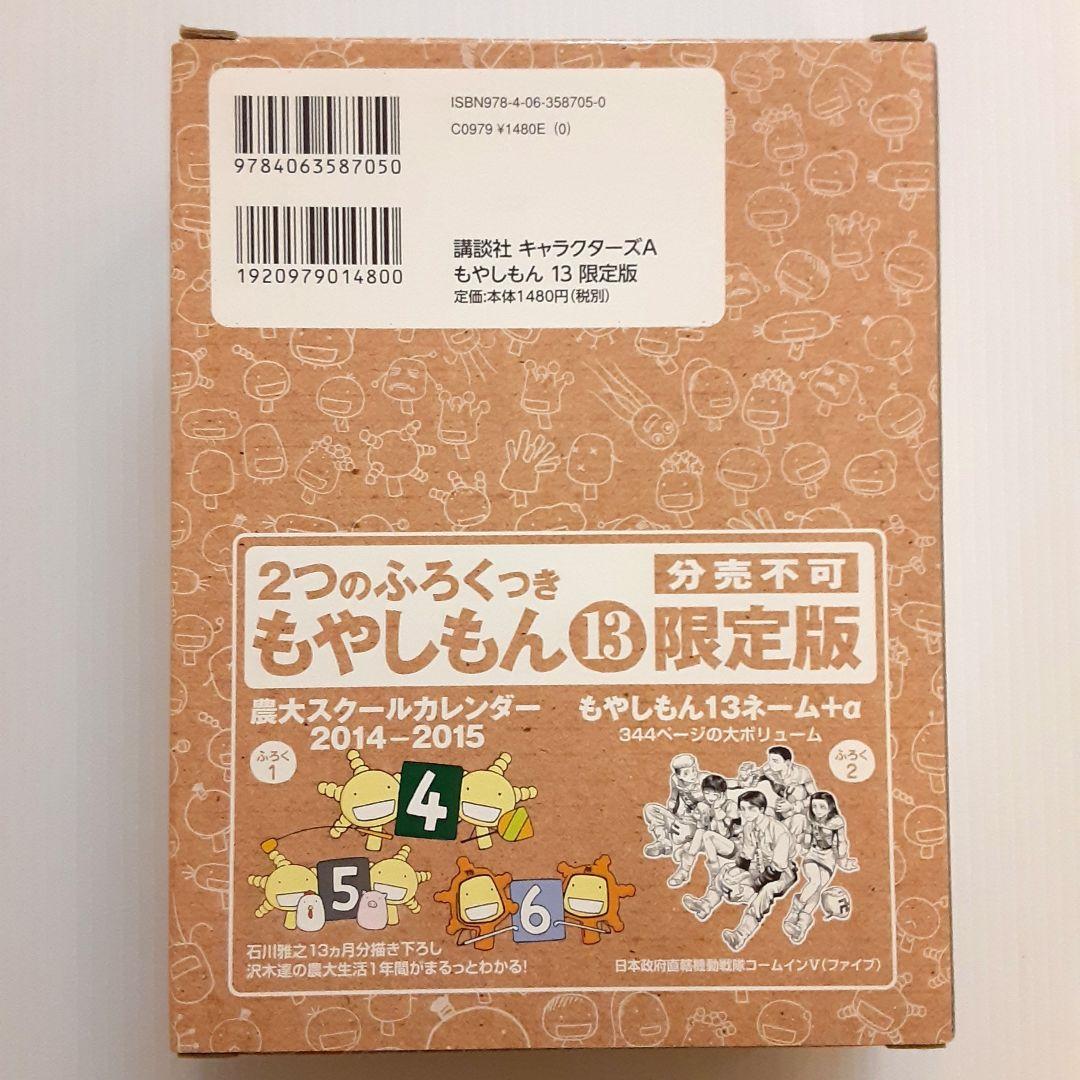 ISBN978-4-06-358705-0
C0979 ¥1480E (0)
9784063587050
1920979014800
講談社 キャラクターズA
もやしもん 13 限定版
定価:本体1480円(税別)
2つのふろくつき
分売不可
もやしもん⑬限定版
農大スクールカレンダー
2014−2015
もやしもん13ネーム+α
344ページの大ボリューム
ふろく
1
ふろく
2
4
5
6
石川雅之13ヵ月分描き下ろし
沢木達の農大生活1年間がまるっとわかる!
日本政府直轄機動戦隊コームインV(ファイブ)